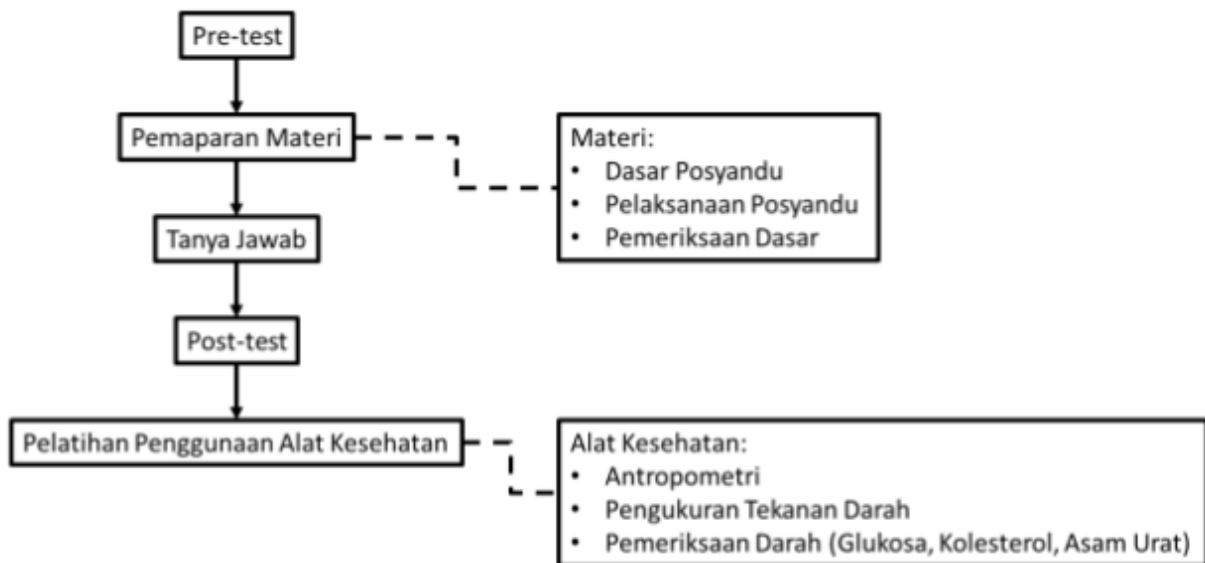 Pre-test
Pemaparan Materi
Materi:
• Dasar Posyandu
• Pelaksanaan Posyandu
• Pemeriksaan Dasar
Tanya Jawab
Post-test
Pelatihan Penggunaan Alat Kesehatan
Alat Kesehatan:
• Antropometri
• Pengukuran Tekanan Darah
• Pemeriksaan Darah (Glukosa, Kolesterol, Asam Urat)